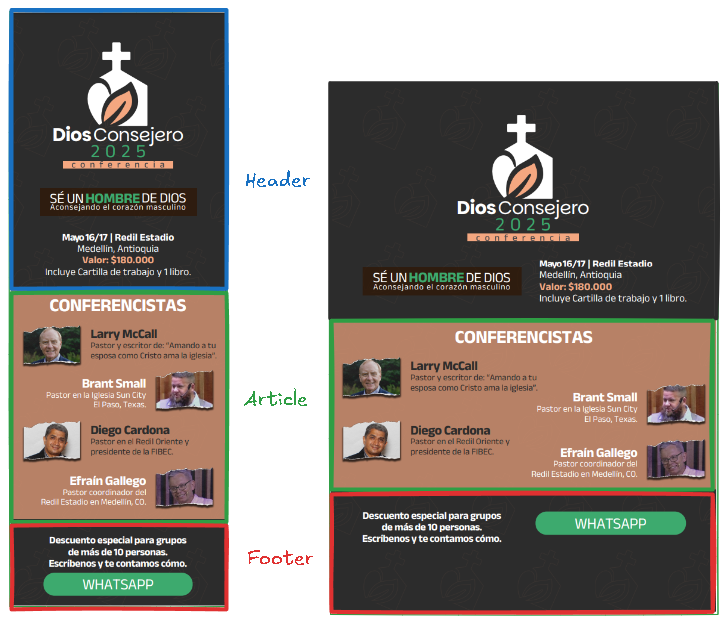 Dios Consejero
2025
conferencia
SÉ UN HOMBRE DE DIOS
Aconsejando el corazón masculino
Mayo 16/17 | Redil Estadio
Medellín, Antioquia
Valor: $180.000
Incluye Cartilla de trabajo y 1 libro.
CONFERENCISTAS
Larry McCall
Pastor y escritor de: "Amando a tu
esposa como Cristo ama la iglesia".
Brant Small
Pastor en la Iglesia Sun City
El Paso, Texas.
Diego Cardona
Pastor en el Redil Oriente y
presidente de la FIBEC.
Efraín Gallego
Pastor coordinador del
Redil Estadio en Medellín, CO.
Descuento especial para grupos
de más de 10 personas.
Escríbenos y te contamos cómo.
WHATSAPP
Header
Article
Footer
Dios Consejero
2025
conferencia
SÉ UN HOMBRE DE DIOS
Aconsejando el corazón masculino
Mayo 16/17 | Redil Estadio
Medellín, Antioquia
Valor: $180.000
Incluye Cartilla de trabajo y 1 libro.
CONFERENCISTAS
Larry McCall
Pastor y escritor de: "Amando a tu
esposa como Cristo ama la iglesia".
Brant Small
Pastor en la Iglesia Sun City
El Paso, Texas.
Diego Cardona
Pastor en el Redil Oriente y
presidente de la FIBEC.
Efraín Gallego
Pastor coordinador del
Redil Estadio en Medellín, CO.
Descuento especial para grupos
de más de 10 personas.
Escríbenos y te contamos cómo.
WHATSAPP